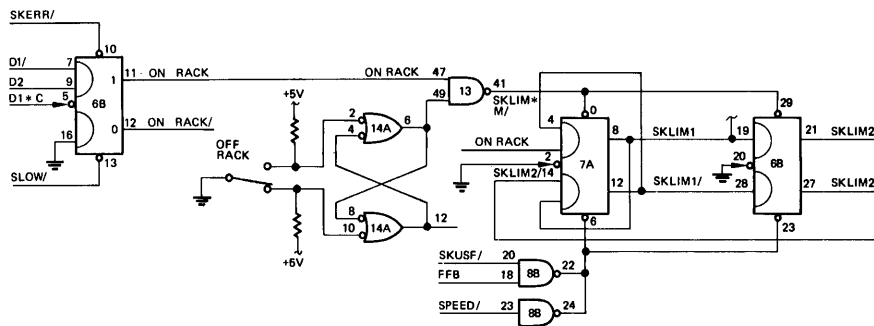 SKERR/
10
D1/ 7
D2 9
D1 * C 5
16
6B
1
0
11 - ON RACK
12 ON RACK/
13
SLOW/
ON RACK 47
49
13
41
SKLIM*
M/
+5V
OFF
RACK
2
4
14A
6
8
10
14A
12
+5V
ON RACK
4
0
2
SKLIM2/14
7A
8 SKLIM1
12 SKLIM1/
6
29
19
20
28
6B
21 SKLIM2
27 SKLIM2
23
SKUSF/ 20
FFB 18
8B
22
SPEED/ 23
8B
24